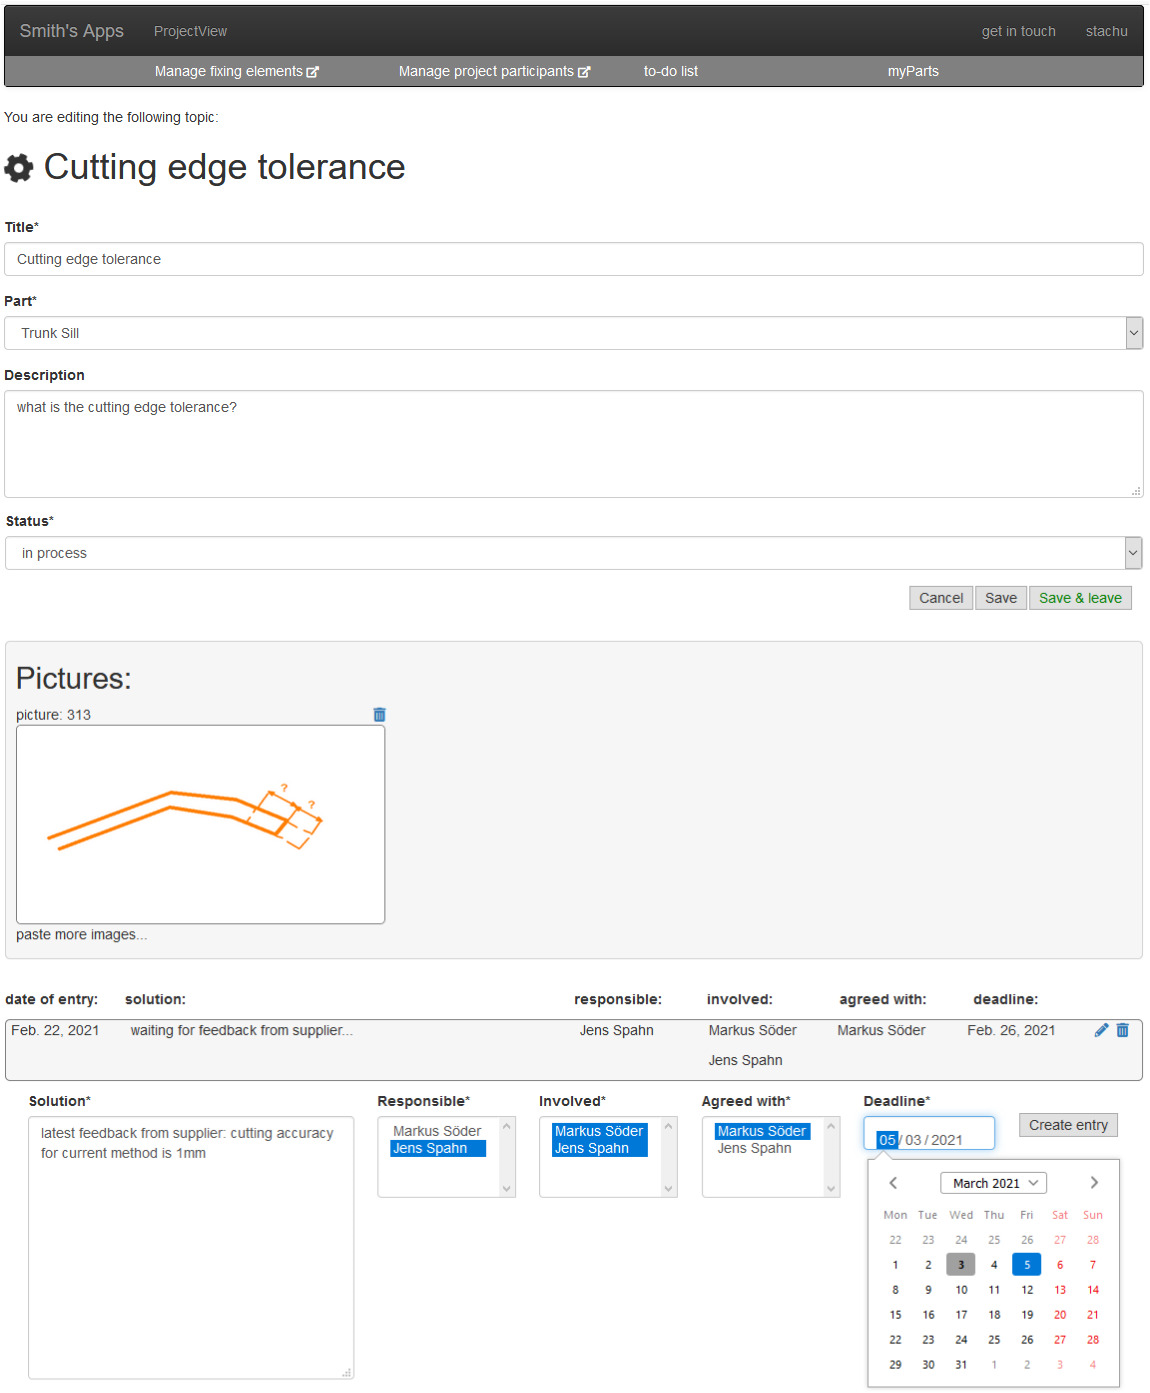 Smith's Apps ProjectView get in touch stachu
Manage fixing elements Manage project participants to-do list myParts
You are editing the following topic:
Cutting edge tolerance
Title*
Cutting edge tolerance
Part*
Trunk Sill
Description
what is the cutting edge tolerance?
Status*
in process
Cancel Save Save & leave
Pictures:
picture: 313
?
?
paste more images...
date of entry: solution: responsible: involved: agreed with: deadline:
Feb. 22, 2021 waiting for feedback from supplier... Jens Spahn Markus Söder Markus Söder Feb. 26, 2021
Jens Spahn
Solution* Responsible* Involved* Agreed with* Deadline*
latest feedback from supplier: cutting accuracy
for current method is 1mm
Markus Söder
Jens Spahn
Markus Söder
Jens Spahn
Markus Söder
Jens Spahn
05 / 03 / 2021
Create entry
March 2021
Mon Tue Wed Thu Fri Sat Sun
22 23 24 25 26 27 28
1 2 3 4 5 6 7
8 9 10 11 12 13 14
15 16 17 18 19 20 21
22 23 24 25 26 27 28
29 30 31 1 2 3 4